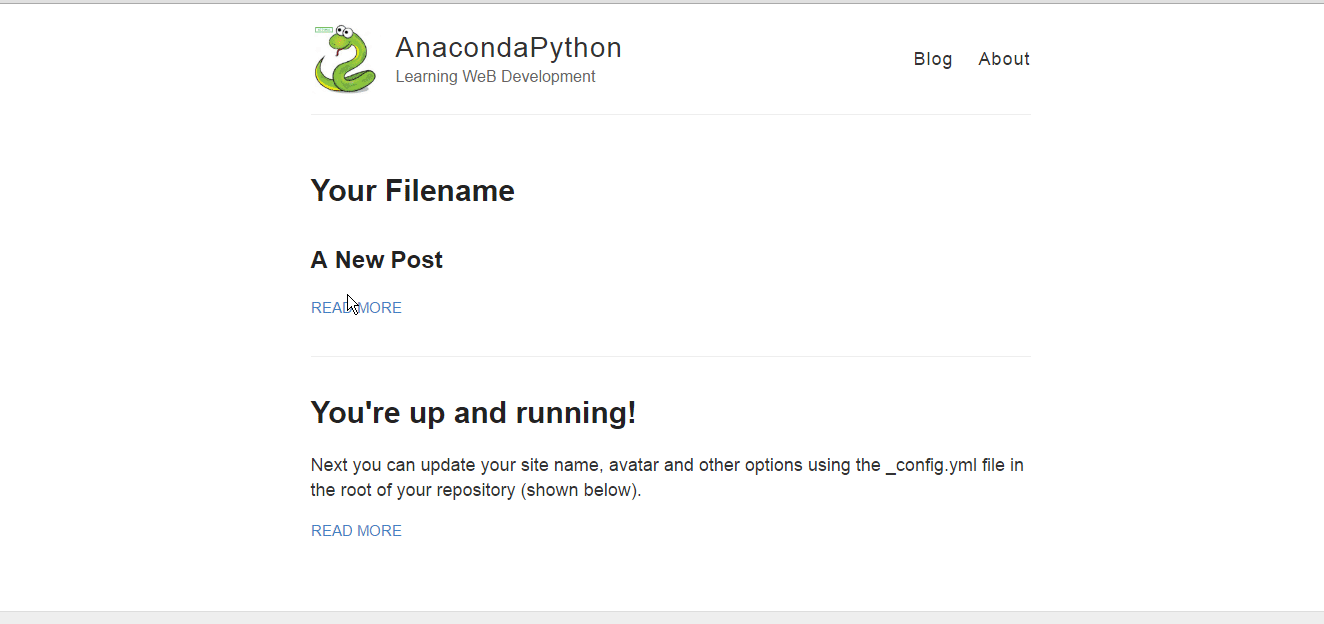 AnacondaPython
Learning WeB Development
Blog About
Your Filename
A New Post
READ MORE
You're up and running!
Next you can update your site name, avatar and other options using the _config.yml file in
the root of your repository (shown below).
READ MORE